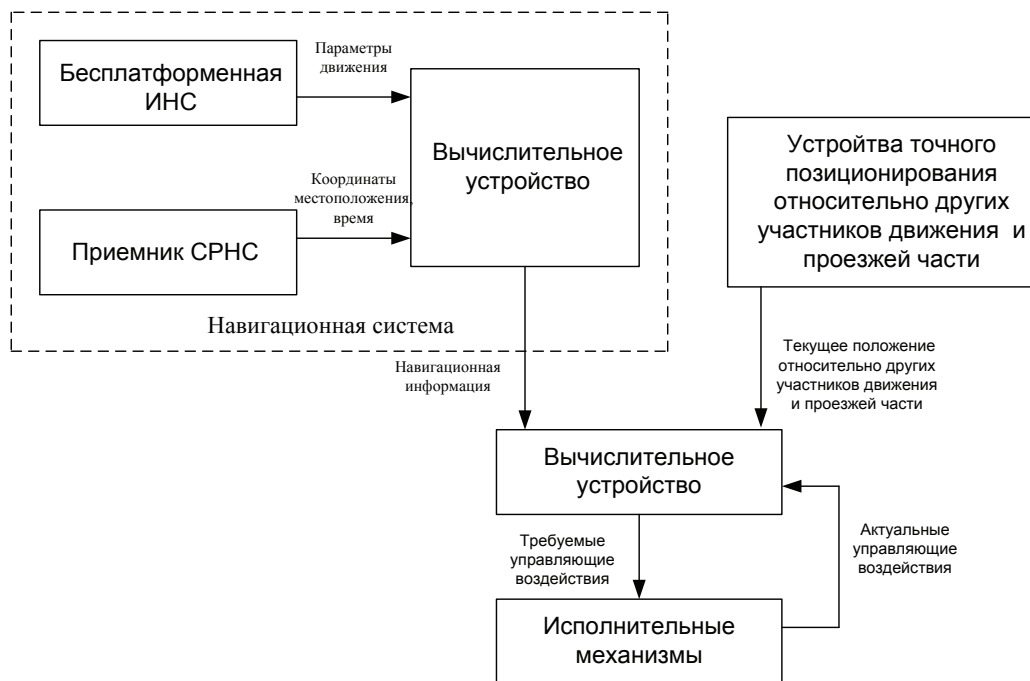 Бесплатформенная
ИНС
Параметры
движения
Вычислительное
устройство
Координаты
местоположения,
время
Приемник СРНС
Навигационная система
Устройтва точного
позиционирования
относительно других
участников движения и
проезжей части
Навигационная
информация
Текущее положение
относительно других
участников движения
и проезжей части
Вычислительное
устройство
Требуемые
управляющие
воздействия
Актуальные
управляющие
воздействия
Исполнительные
механизмы